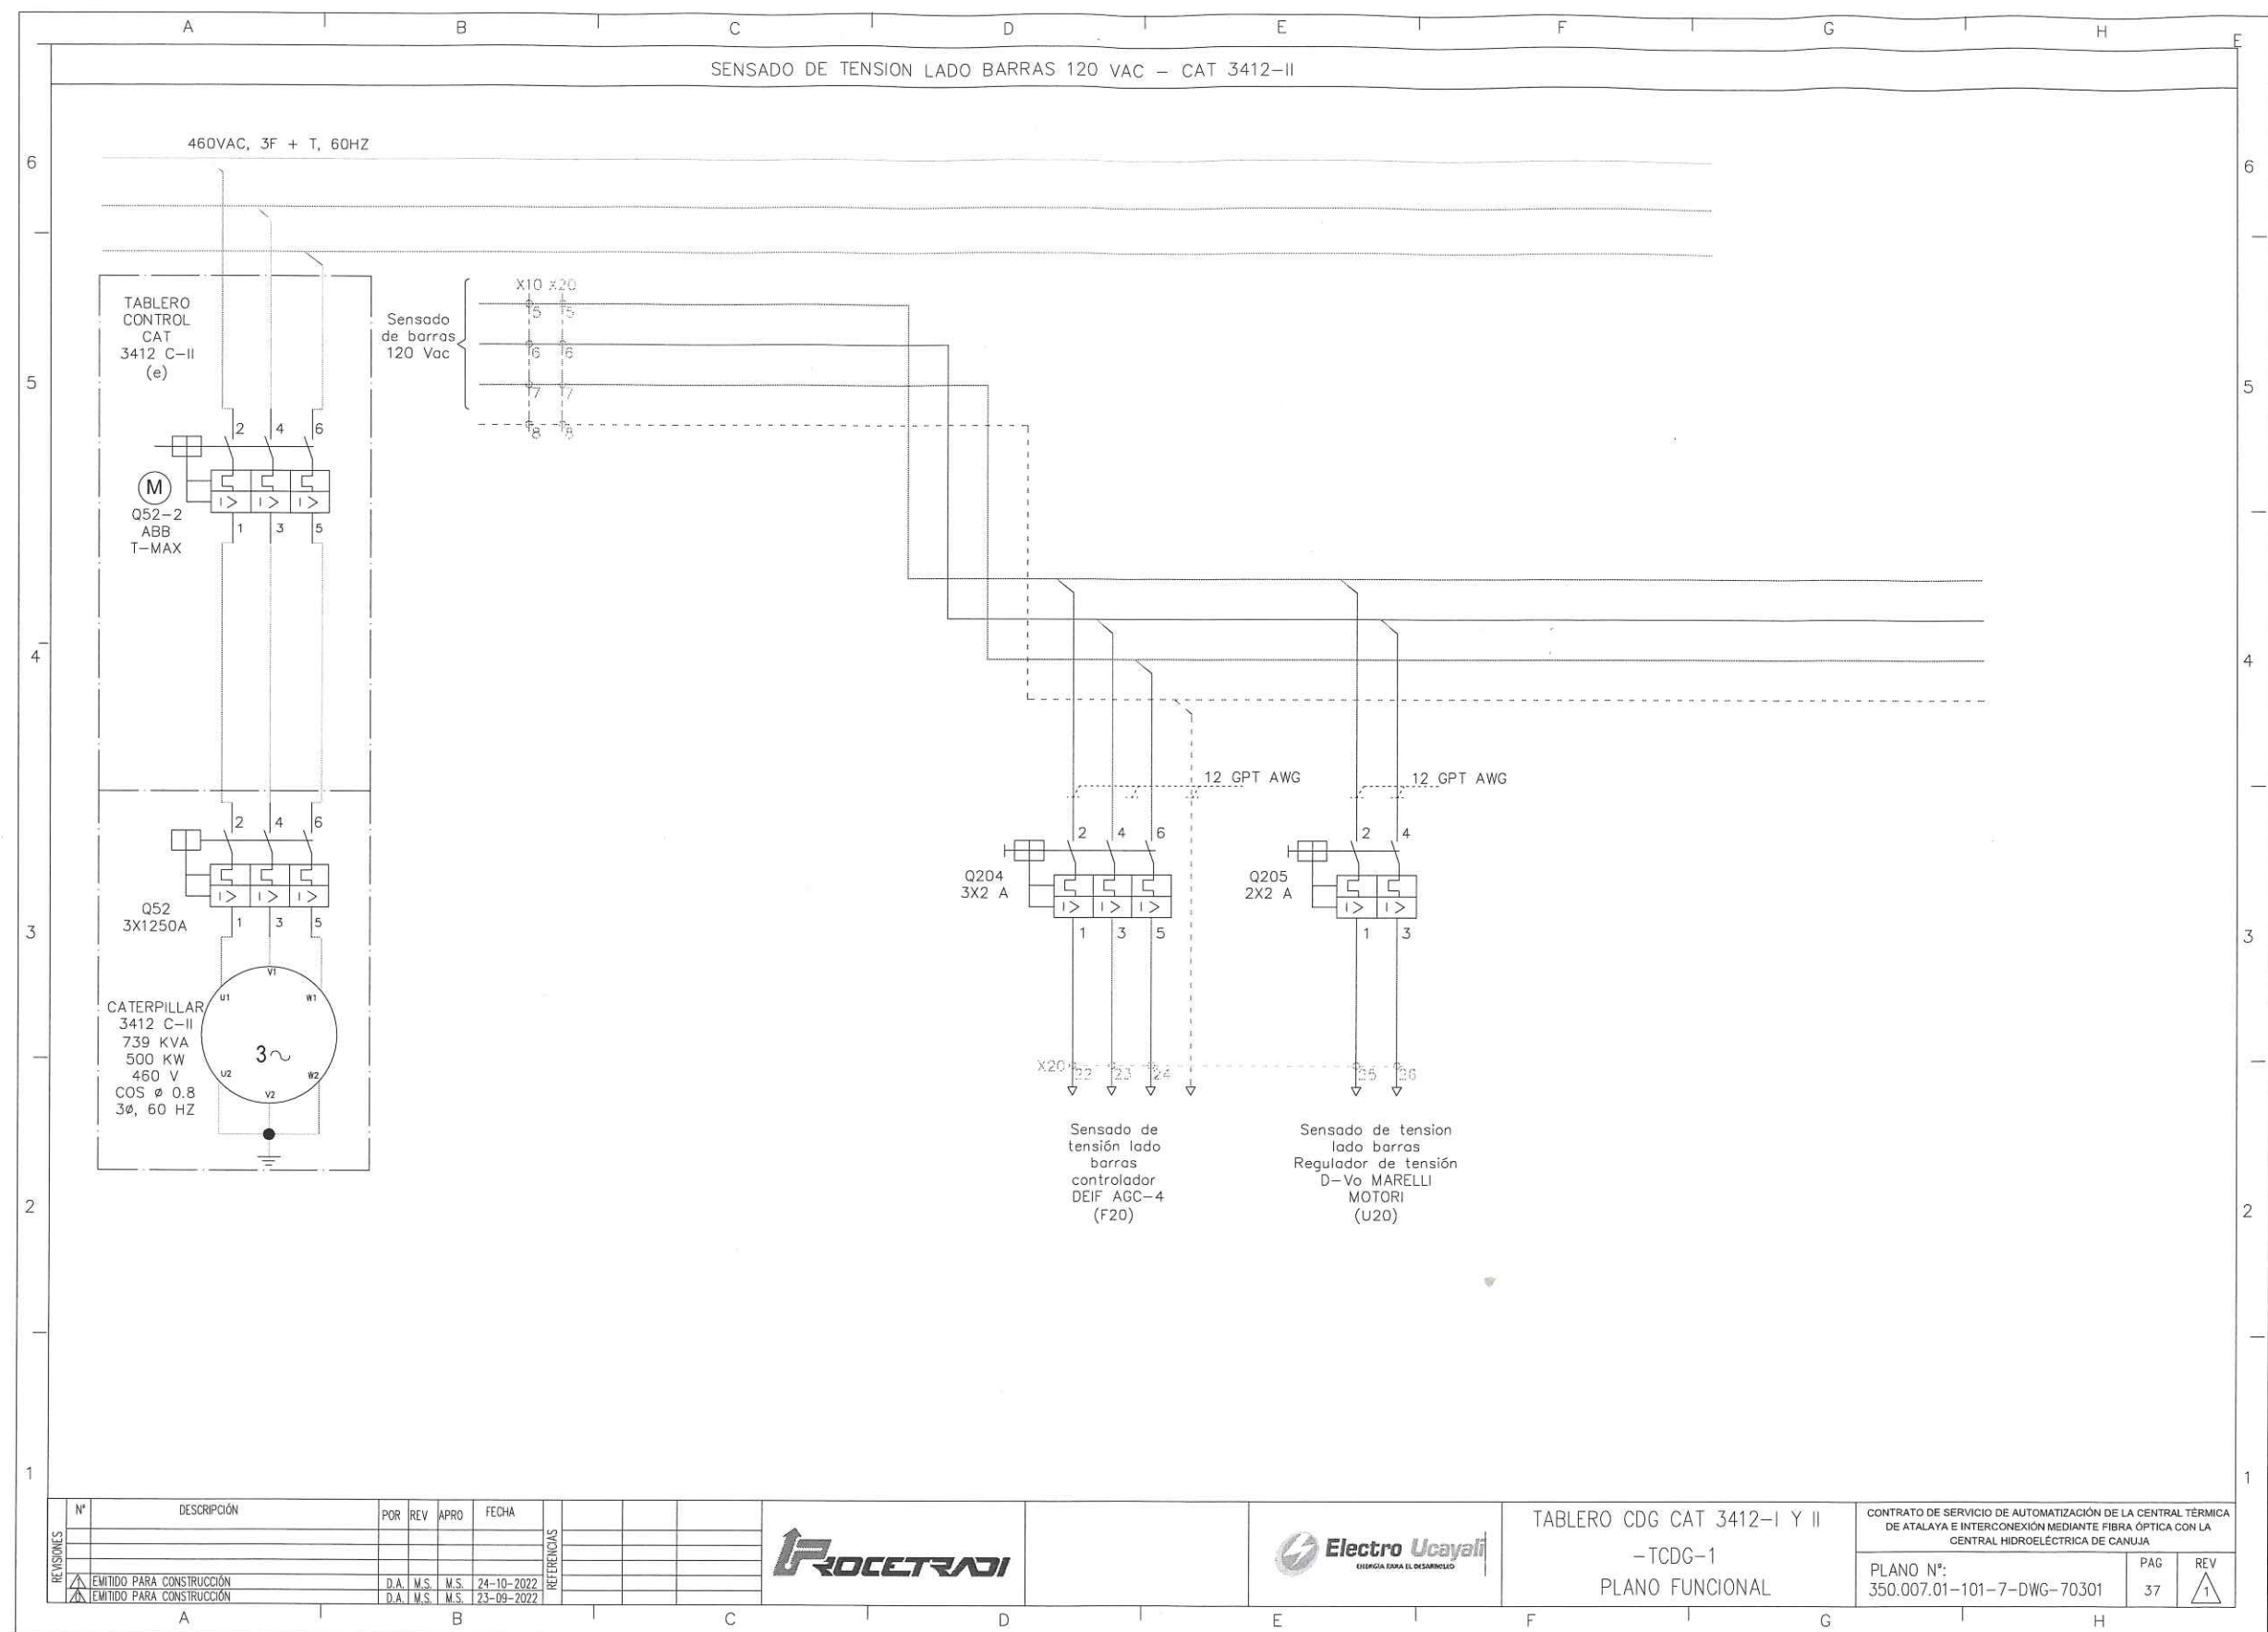 A B C D E F G H
E
SENSADO DE TENSION LADO BARRAS 120 VAC – CAT 3412–II
6
460VAC, 3F + T, 60HZ
6
TABLERO
CONTROL
CAT
3412 C–II
(e)
Sensado
de barras
120 Vac
X10 X20
5 5
6 6
7 7
8 8
5
5
2 4 6
M
Q52–2
ABB
T–MAX
I> I> I>
1 3 5
4
4
12 GPT AWG
12 GPT AWG
2 4 6
Q52
3X1250A
I> I> I>
1 3 5
2 4 6
Q204
3X2 A
I> I> I>
1 3 5
2 4
Q205
2X2 A
I> I>
1 3
3
3
CATERPILLAR
3412 C–II
739 KVA
500 KW
460 V
COS ø 0.8
3ø, 60 HZ
V1
U1 W1
3~
U2 W2
V2
X20 22 23 24 25 26
Sensado de
tensión lado
barras
controlador
DEIF AGC–4
(F20)
Sensado de tension
lado barras
Regulador de tensión
D–Vo MARELLI
MOTORI
(U20)
2
2
1
1
REVISIONES
N° DESCRIPCIÓN POR REV APRO FECHA
EMITIDO PARA CONSTRUCCIÓN D.A. M.S. M.S. 24-10-2022
EMITIDO PARA CONSTRUCCIÓN D.A. M.S. M.S. 23-09-2022
REFERENCIAS
PROCETRADI
Electro Ucayali
ENERGÍA PARA EL DESARROLLO
TABLERO CDG CAT 3412–I Y II
–TCDG–1
PLANO FUNCIONAL
CONTRATO DE SERVICIO DE AUTOMATIZACIÓN DE LA CENTRAL TÉRMICA
DE ATALAYA E INTERCONEXIÓN MEDIANTE FIBRA ÓPTICA CON LA
CENTRAL HIDROELÉCTRICA DE CANUJA
PLANO N°:
350.007.01–101–7–DWG–70301
PAG
37
REV
1
A B C D E F G H